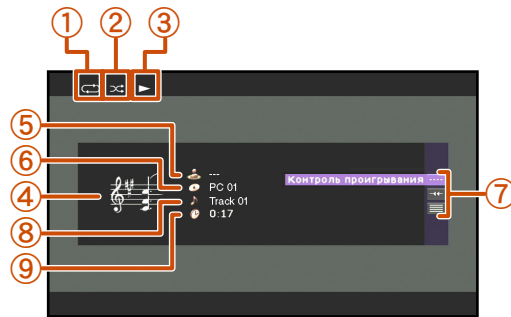 ① ② ③
⑤ ---
⑥ PC 01
Контроль проигрывания ----
④
⑦
⑧ Track 01
⑨ 0:17